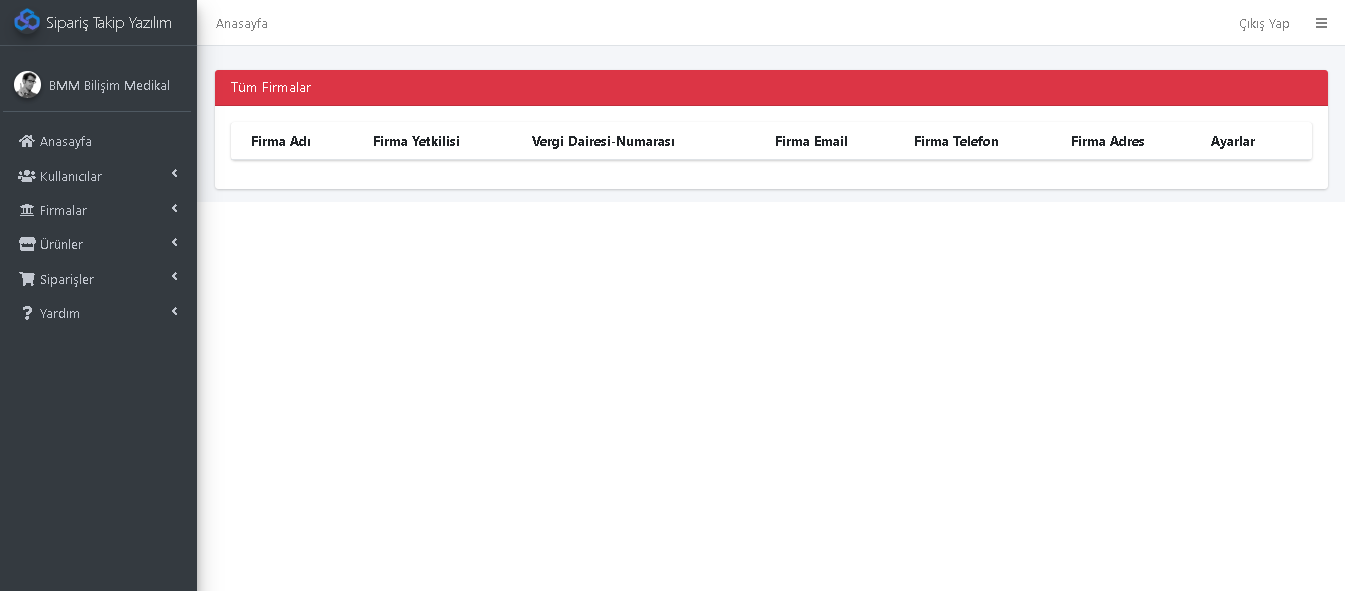 Sipariş Takip Yazılım
Anasayfa
Çıkış Yap
BMM Bilişim Medikal
Anasayfa
Kullanıcılar
Firmalar
Ürünler
Siparişler
Yardım
Tüm Firmalar
Firma Adı Firma Yetkilisi Vergi Dairesi-Numarası Firma Email Firma Telefon Firma Adres Ayarlar